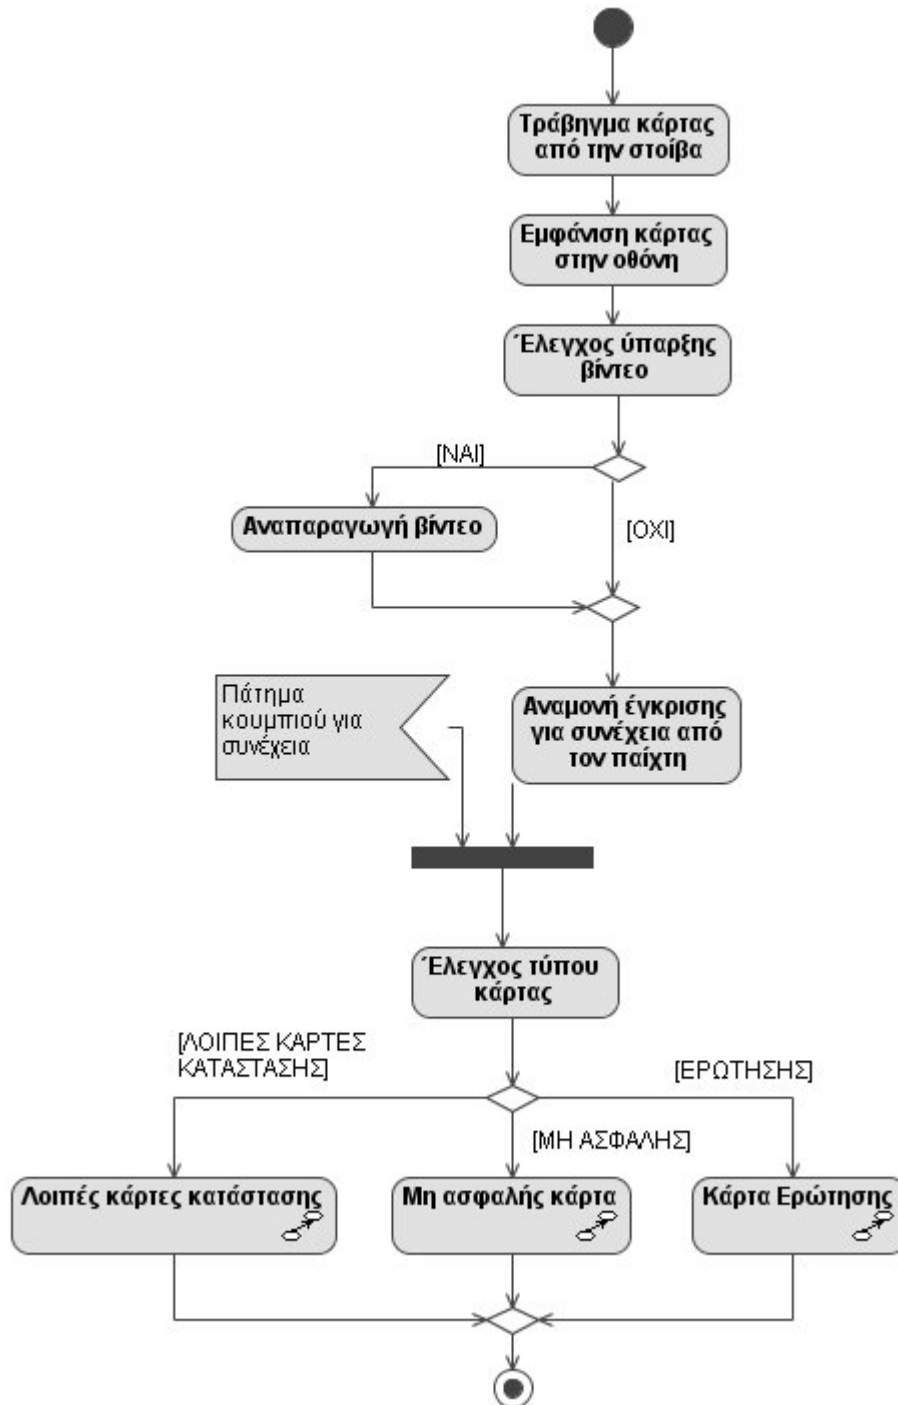 Τράβηγμα κάρτας
από την στοίβα
Εμφάνιση κάρτας
στην οθόνη
Έλεγχος ύπαρξης
βίντεο
[ΝΑΙ]
Αναπαραγωγή βίντεο
[ΟΧΙ]
Πάτημα
κουμπιού για
συνέχεια
Αναμονή έγκρισης
για συνέχεια από
τον παίχτη
Έλεγχος τύπου
κάρτας
[ΛΟΙΠΕΣ ΚΑΡΤΕΣ
ΚΑΤΑΣΤΑΣΗΣ]
[ΕΡΩΤΗΣΗΣ]
[ΜΗ ΑΣΦΑΛΗΣ]
Λοιπές κάρτες κατάστασης
Μη ασφαλής κάρτα
Κάρτα Ερώτησης